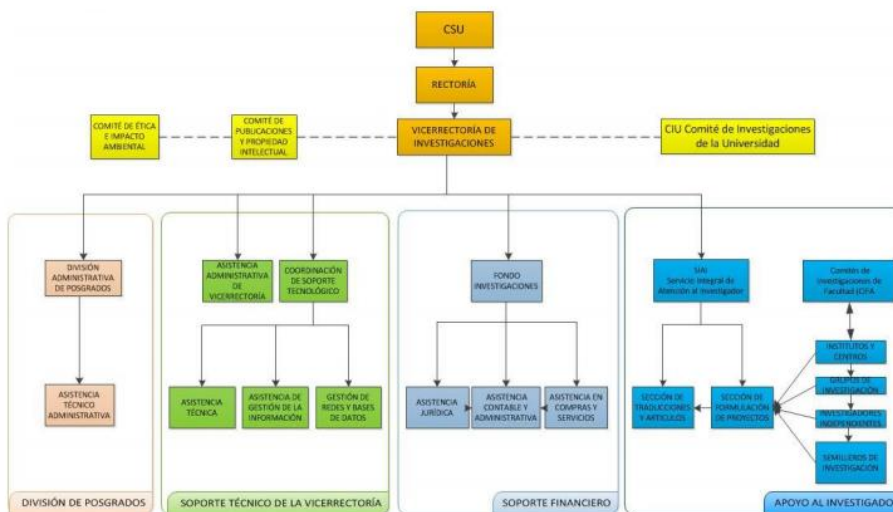 CSU
RECTORÍA
COMITÉ DE ÉTICA
E IMPACTO
AMBIENTAL
COMITÉ DE
PUBLICACIONES
Y PROPIEDAD
INTELECTUAL
VICERRECTORÍA DE
INVESTIGACIONES
CIU Comité de Investigaciones
de la Universidad
DIVISIÓN
ADMINISTRATIVA
DE POSGRADOS
ASISTENCIA
TÉCNICO
ADMINISTRATIVA
DIVISIÓN DE POSGRADOS
ASISTENCIA
ADMINISTRATIVA
DE VICERRECTORÍA
COORDINACIÓN
DE SOPORTE
TECNOLÓGICO
ASISTENCIA
TÉCNICA
ASISTENCIA DE
GESTIÓN DE LA
INFORMACIÓN
GESTIÓN DE
REDES Y BASES
DE DATOS
SOPORTE TÉCNICO DE LA VICERRECTORÍA
FONDO
INVESTIGACIONES
ASISTENCIA
JURÍDICA
ASISTENCIA
CONTABLE Y
ADMINISTRATIVA
ASISTENCIA EN
COMPRAS Y
SERVICIOS
SOPORTE FINANCIERO
SIAI
Servicio Integral de
Atención al Investigador
Comités de
Investigaciones de
Facultad (CIFA
INSTITUTOS Y
CENTROS
GRUPOS DE
INVESTIGACIÓN
INVESTIGADORES
INDEPENDIENTES
SEMILLEROS DE
INVESTIGACIÓN
SECCIÓN DE
TRADUCCIONES
Y ARTICULOS
SECCIÓN DE
FORMULACIÓN
DE PROYECTOS
APOYO AL INVESTIGADO